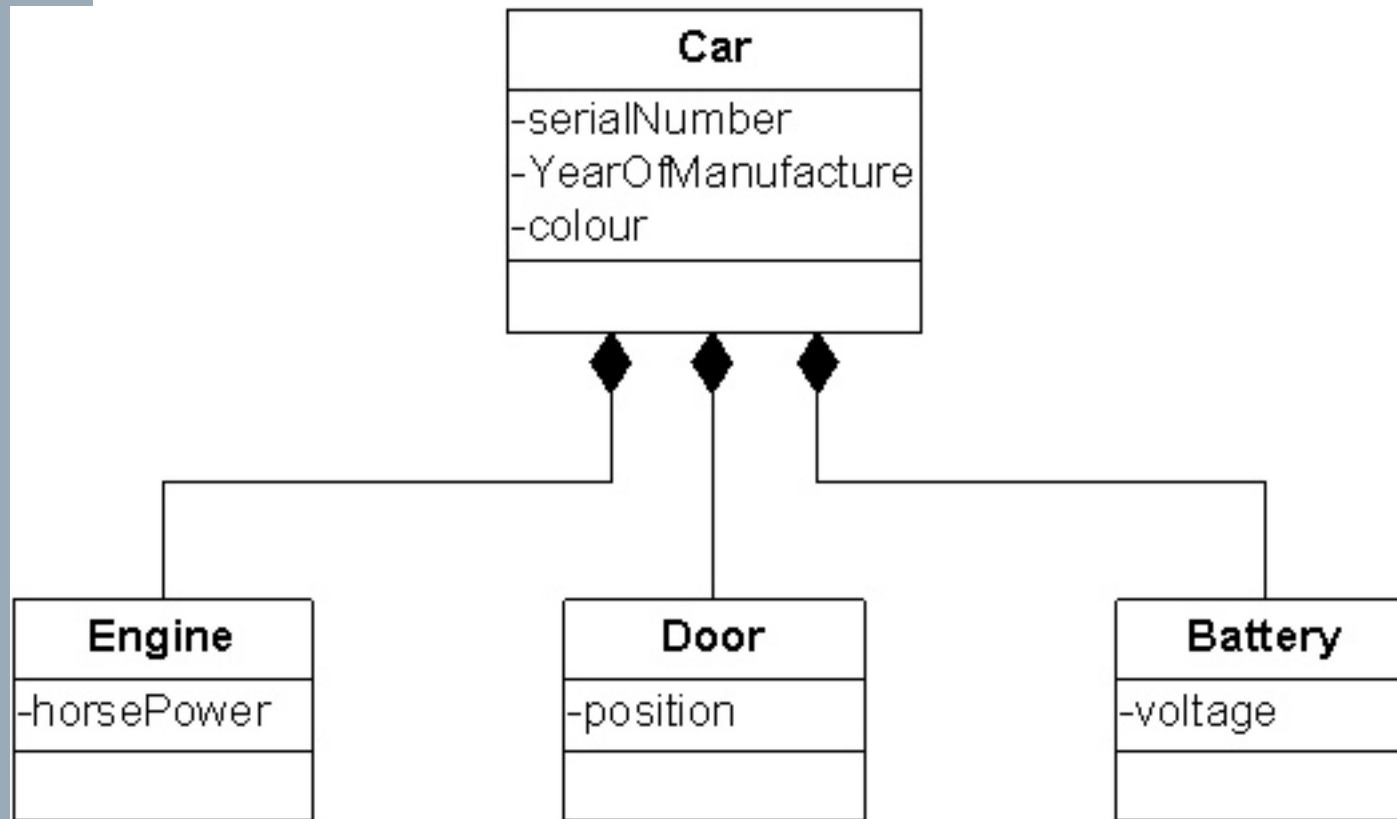 Car
-serialNumber
-YearOfManufacture
-colour
Engine
-horsePower
Door
-position
Battery
-voltage